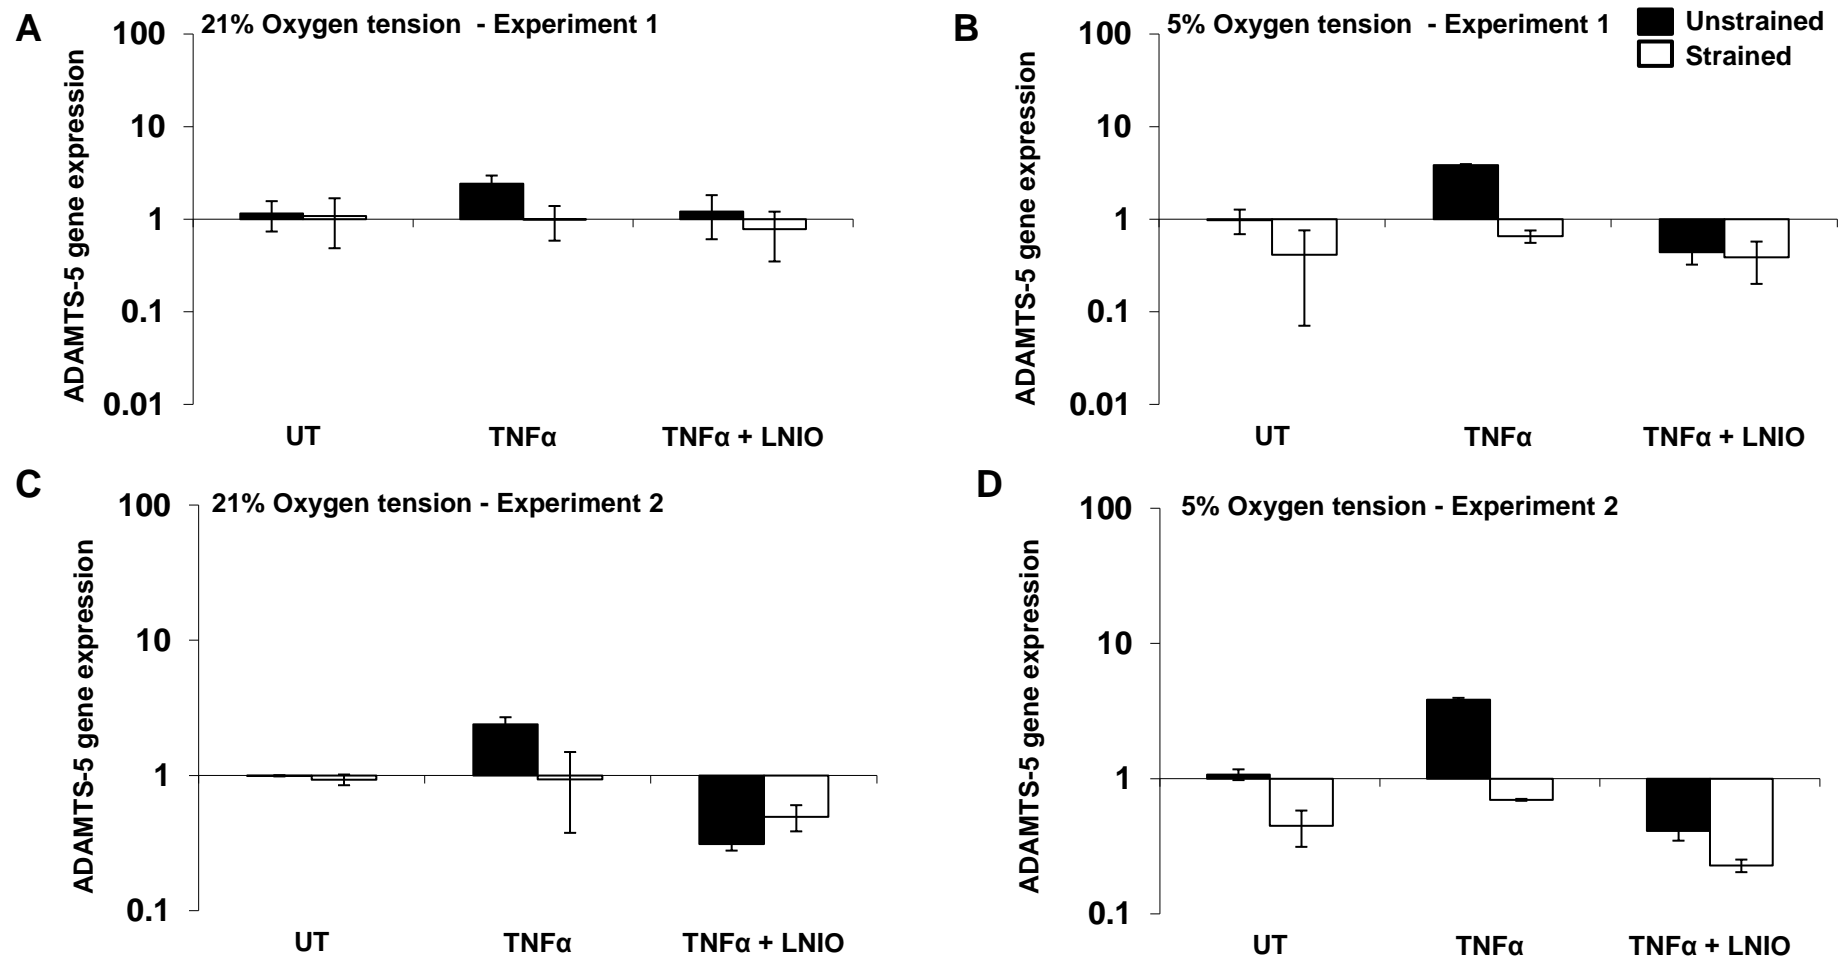 A
21% Oxygen tension - Experiment 1
100
10
1
0.1
0.01
ADAMTS-5 gene expression
UT
TNFα
TNFα + LNIO
B
5% Oxygen tension - Experiment 1
Unstrained
Strained
100
10
1
0.1
0.01
ADAMTS-5 gene expression
UT
TNFα
TNFα + LNIO
C
21% Oxygen tension - Experiment 2
100
10
1
0.1
ADAMTS-5 gene expression
UT
TNFα
TNFα + LNIO
D
5% Oxygen tension - Experiment 2
100
10
1
0.1
ADAMTS-5 gene expression
UT
TNFα
TNFα + LNIO